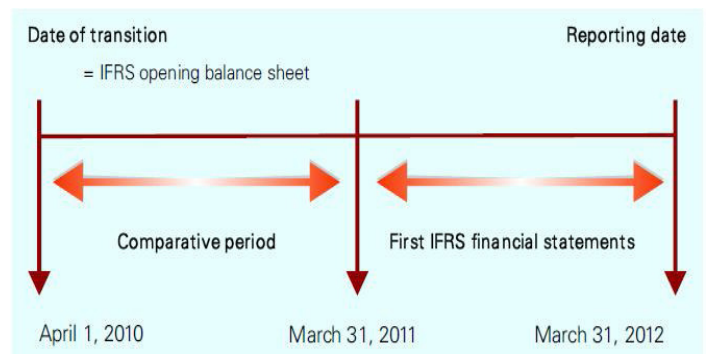 Date of transition
Reporting date
= IFRS opening balance sheet
Comparative period
First IFRS financial statements
April 1, 2010
March 31, 2011
March 31, 2012